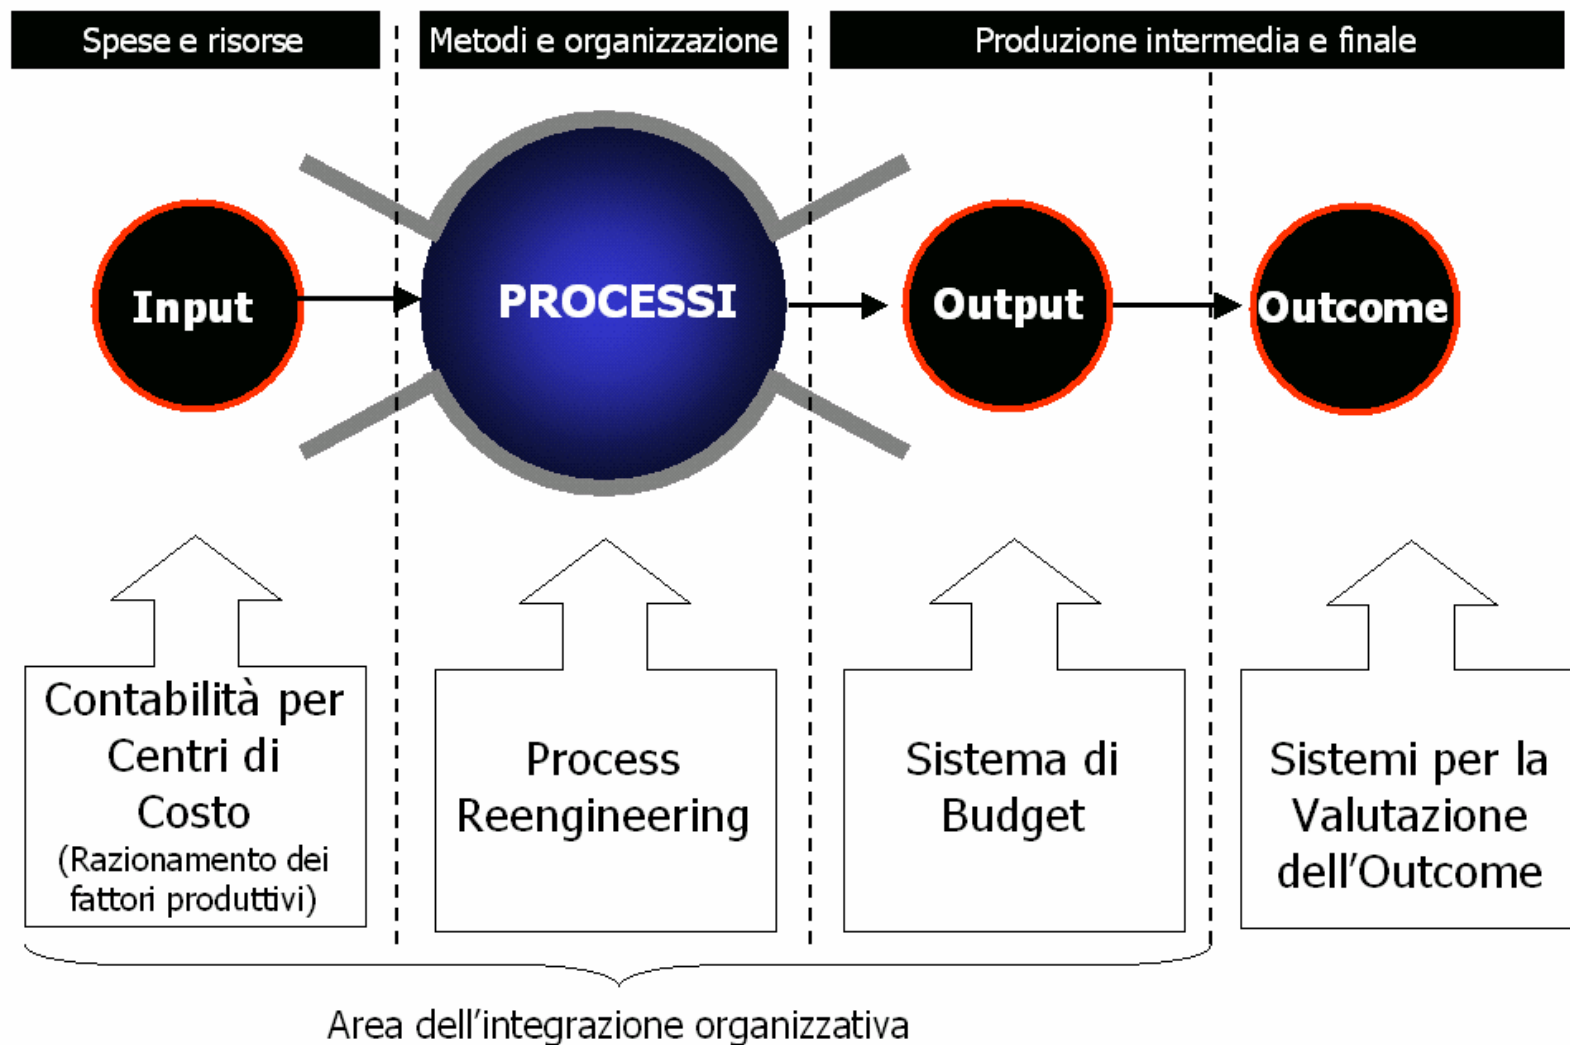 Spese e risorse
Metodi e organizzazione
Produzione intermedia e finale
Input
PROCESSI
Output
Outcome
Contabilità per
Centri di
Costo
(Razionamento dei
fattori produttivi)
Process
Reengineering
Sistema di
Budget
Sistemi per la
Valutazione
dell'Outcome
Area dell'integrazione organizzativa